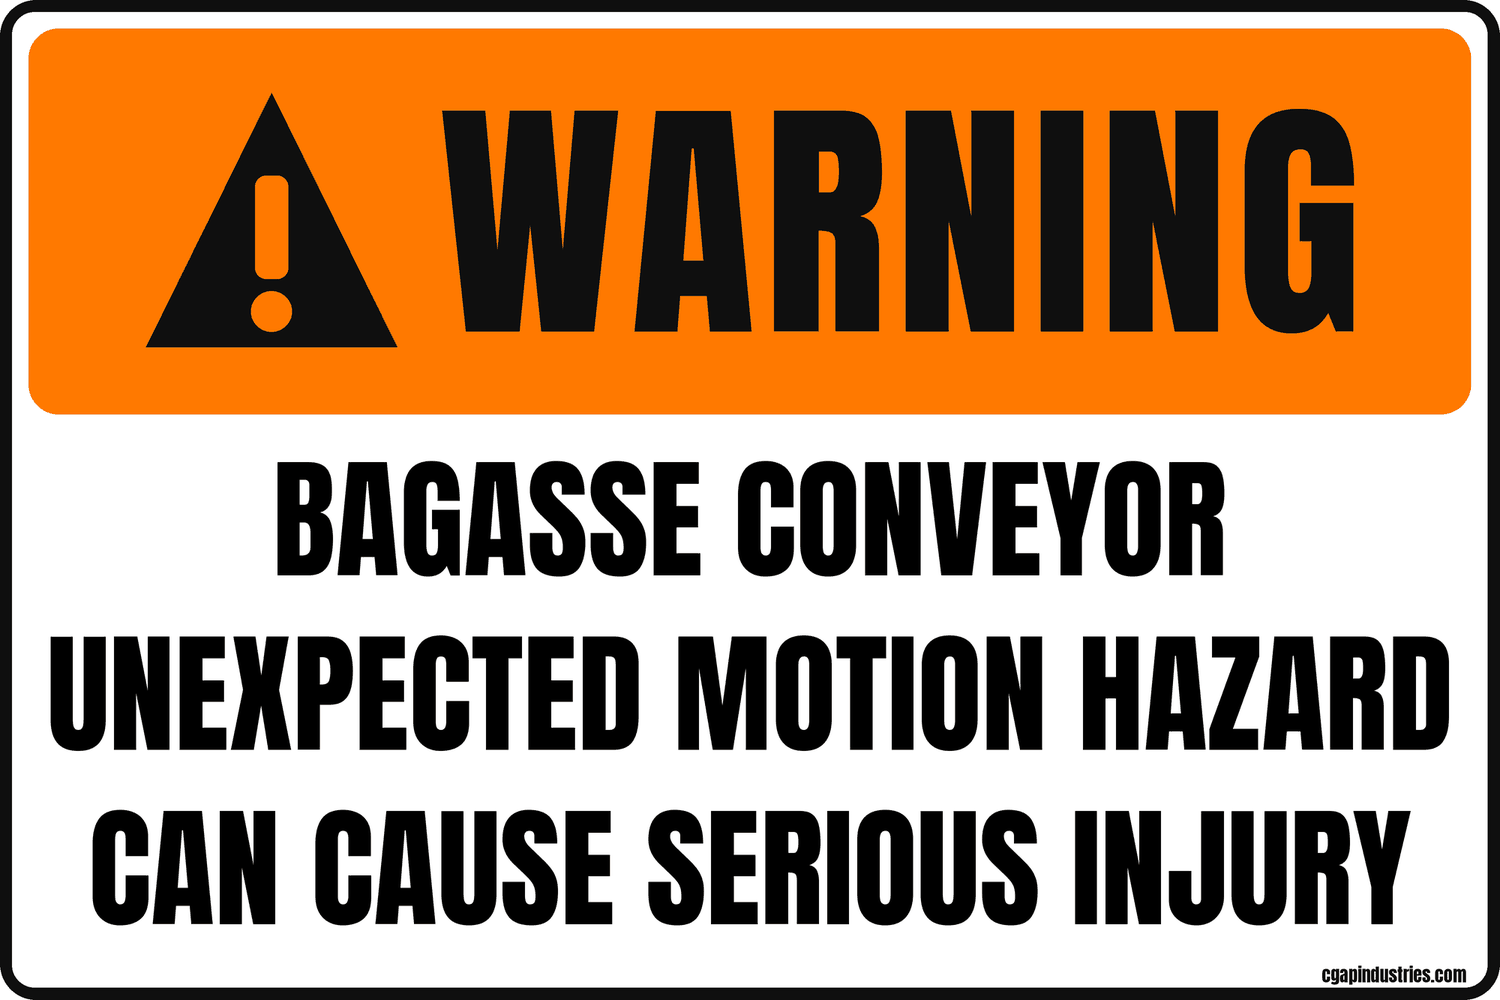 WARNING
BAGASSE CONVEYOR
UNEXPECTED MOTION HAZARD
CAN CAUSE SERIOUS INJURY
cgapindustries.com